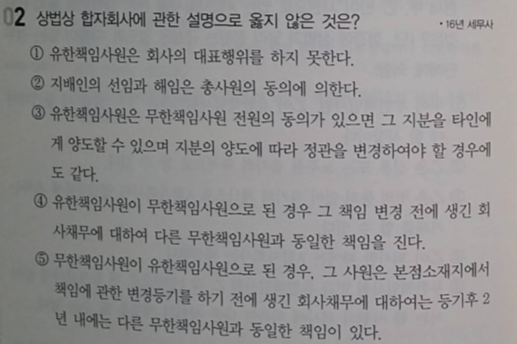 02 상법상 합자회사에 관한 설명으로 옳지 않은 것은? • 16년 세무사
① 유한책임사원은 회사의 대표행위를 하지 못한다.
② 지배인의 선임과 해임은 총사원의 동의에 의한다.
③ 유한책임사원은 무한책임사원 전원의 동의가 있으면 그 지분을 타인에
게 양도할 수 있으며 지분의 양도에 따라 정관을 변경하여야 할 경우에
도 같다.
④ 유한책임사원이 무한책임사원으로 된 경우 그 책임 변경 전에 생긴 회
사채무에 대하여 다른 무한책임사원과 동일한 책임을 진다.
⑤ 무한책임사원이 유한책임사원으로 된 경우, 그 사원은 본점소재지에서
책임에 관한 변경등기를 하기 전에 생긴 회사채무에 대하여는 등기후 2
년 내에는 다른 무한책임사원과 동일한 책임이 있다.